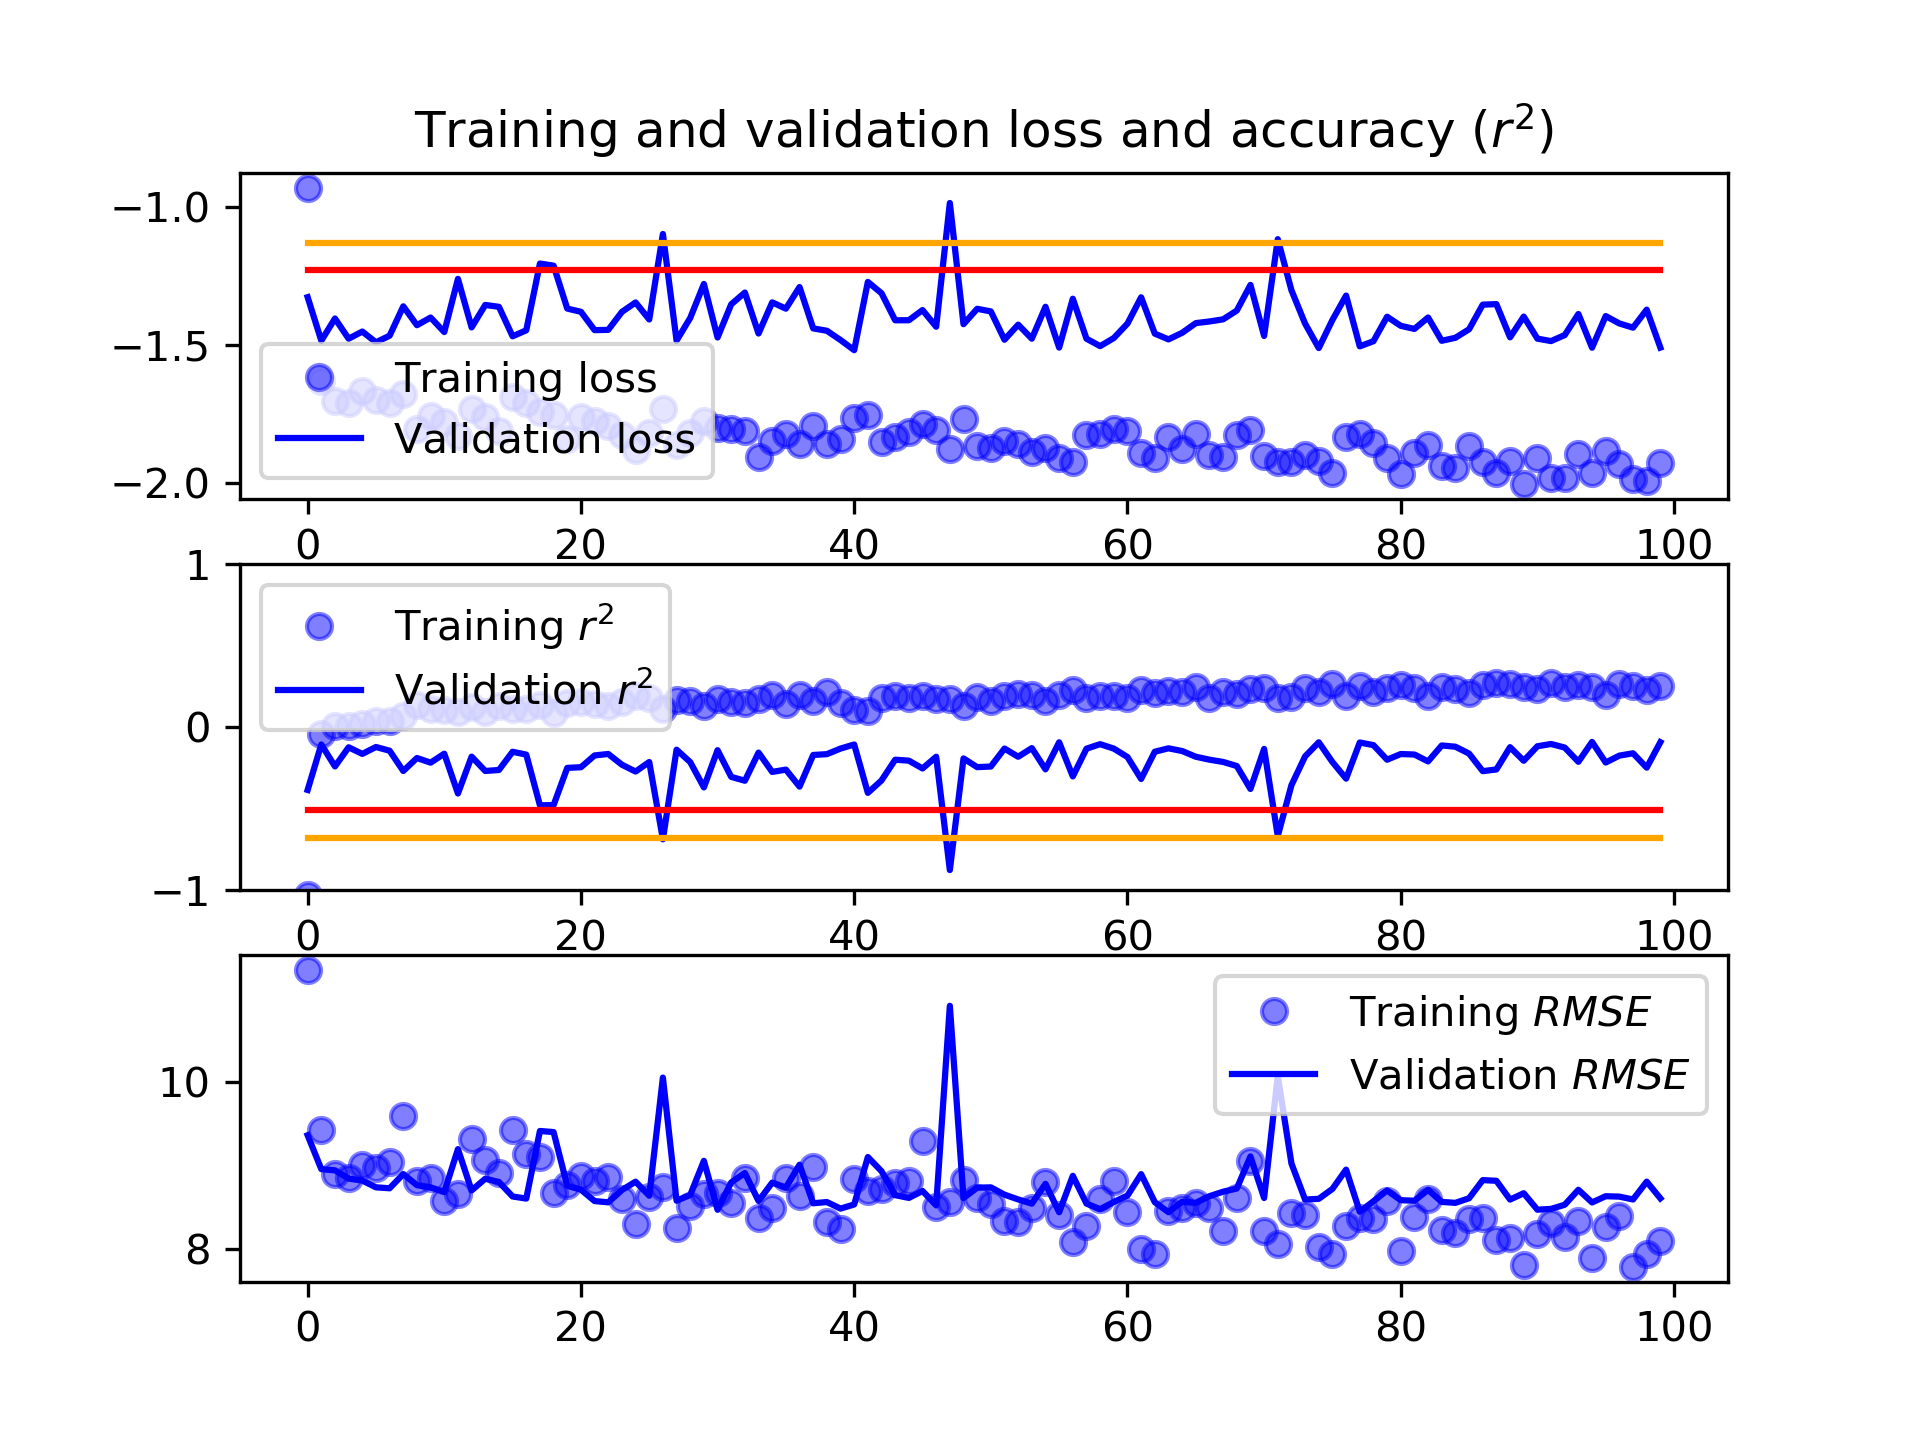 Training and validation loss and accuracy (r²)
−1.0
−1.5
−2.0
Training loss
Validation loss
0 20 40 60 80 100
1
0
−1
Training r²
Validation r²
0 20 40 60 80 100
10
8
Training RMSE
Validation RMSE
0 20 40 60 80 100